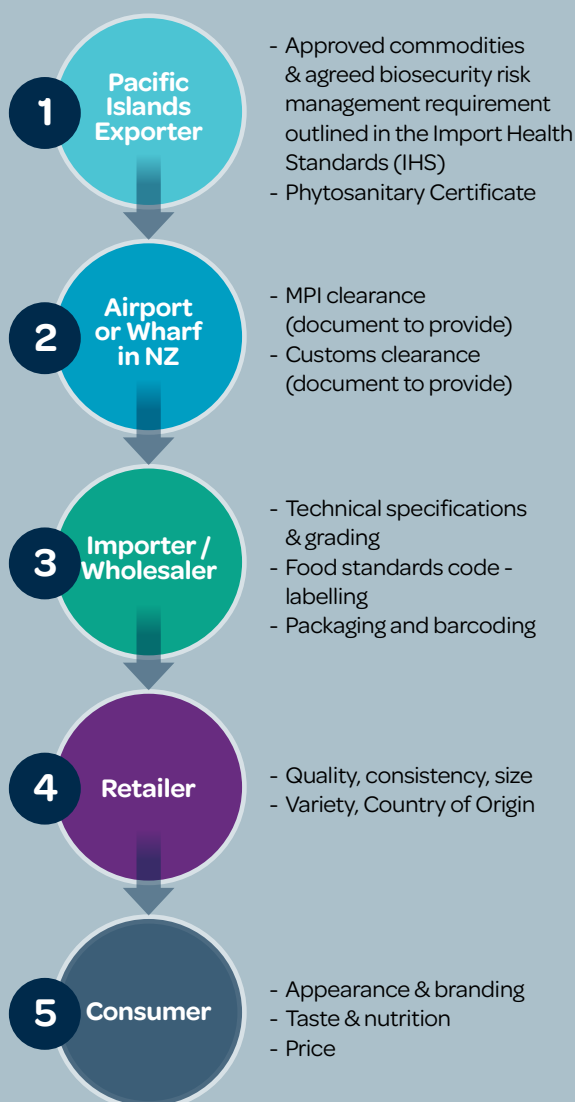 1
Pacific
Islands
Exporter
- Approved commodities
& agreed biosecurity risk
management requirement
outlined in the Import Health
Standards (IHS)
- Phytosanitary Certificate
2
Airport
or Wharf
in NZ
- MPI clearance
(document to provide)
- Customs clearance
(document to provide)
3
Importer /
Wholesaler
- Technical specifications
& grading
- Food standards code -
labelling
- Packaging and barcoding
4
Retailer
- Quality, consistency, size
- Variety, Country of Origin
5
Consumer
- Appearance & branding
- Taste & nutrition
- Price